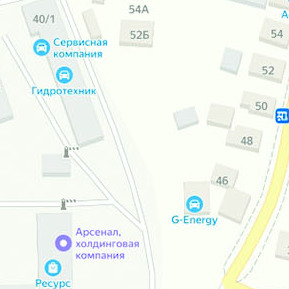 54А
40/1
52Б
54
Сервисная
компания
52
Гидротехник
50
48
46
G-Energy
Арсенал,
холдинговая
компания
Ресурс